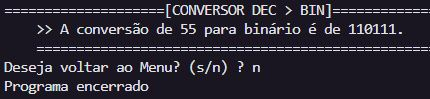 ====================[CONVERSOR DEC > BIN]=============
>> A conversão de 55 para binário é de 110111.
==================================================
Deseja voltar ao Menu? (s/n) ? n
Programa encerrado